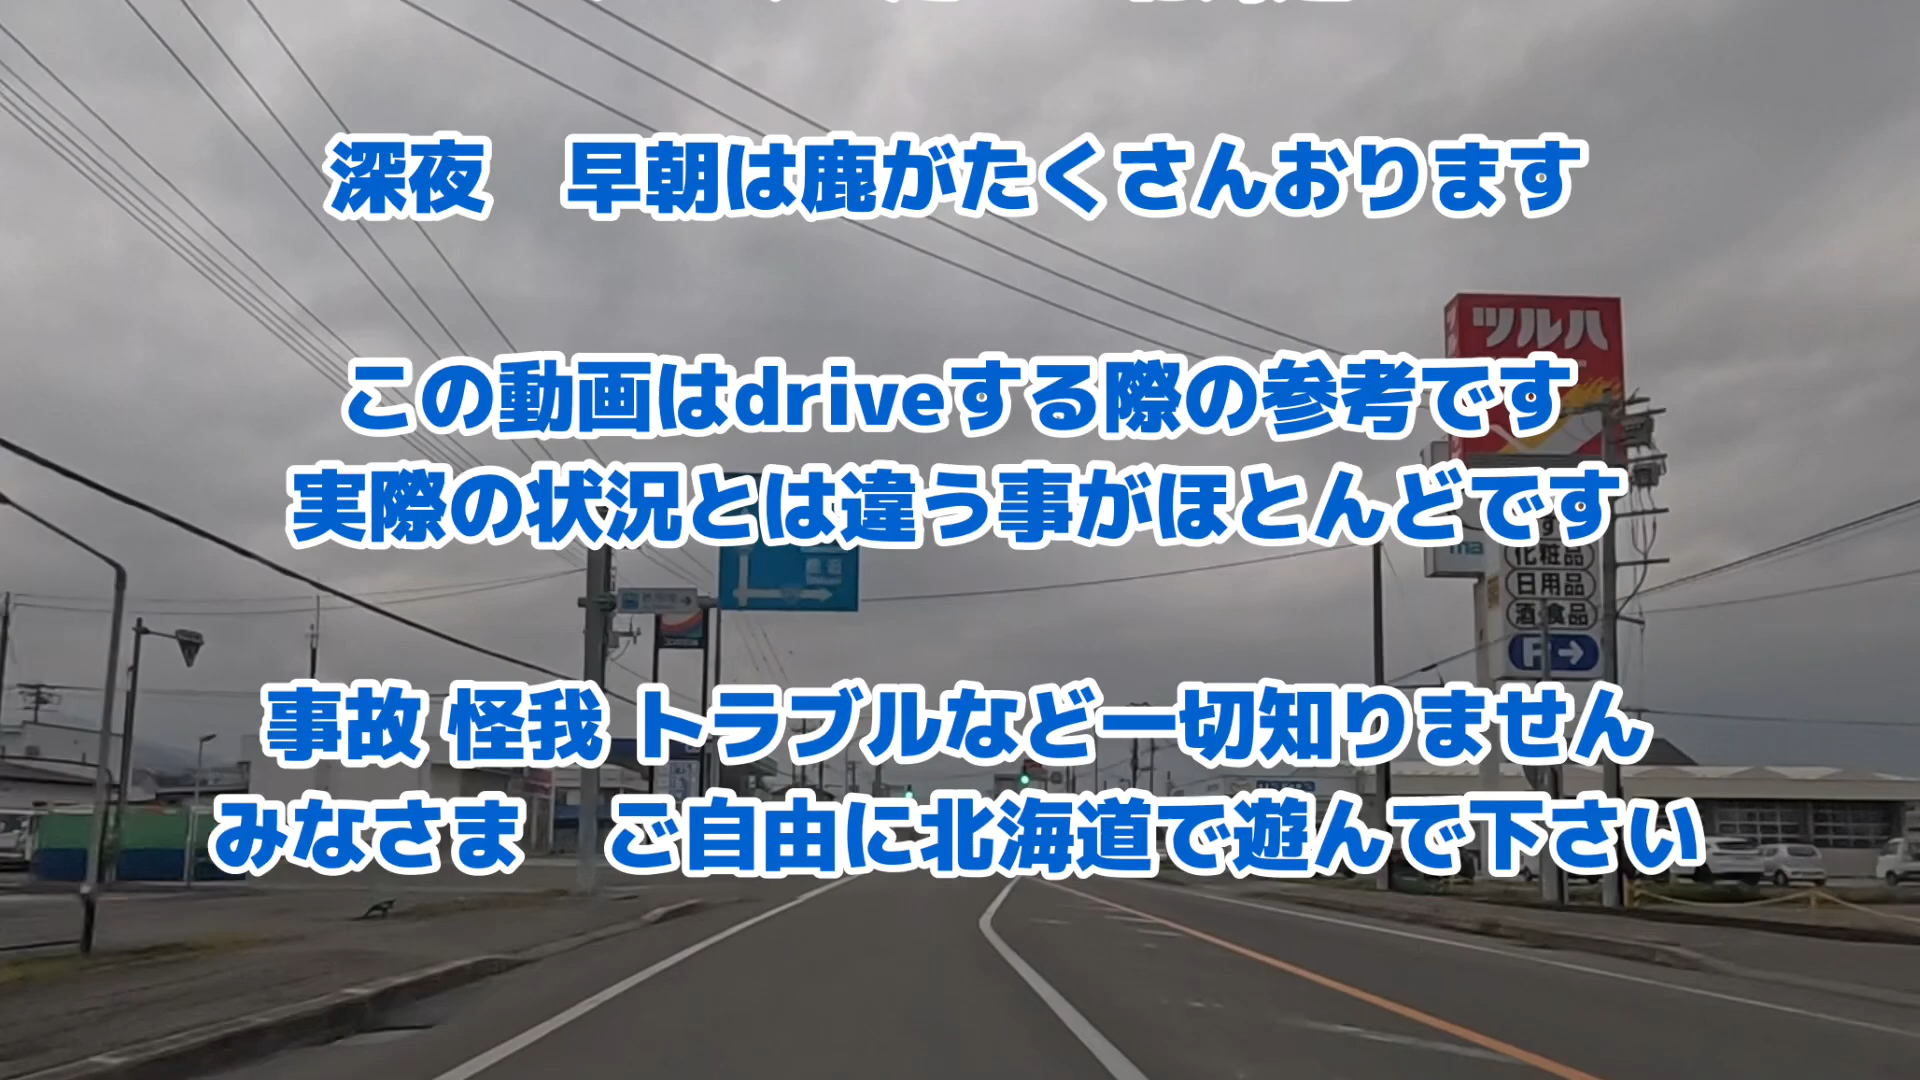 深夜　早朝は鹿がたくさんおります
この動画はdriveする際の参考です
実際の状況とは違う事がほとんどです
事故 怪我 トラブルなど一切知りません
みなさま　ご自由に北海道で遊んで下さい
ツルハ
化粧品
日用品
酒 食品
P→